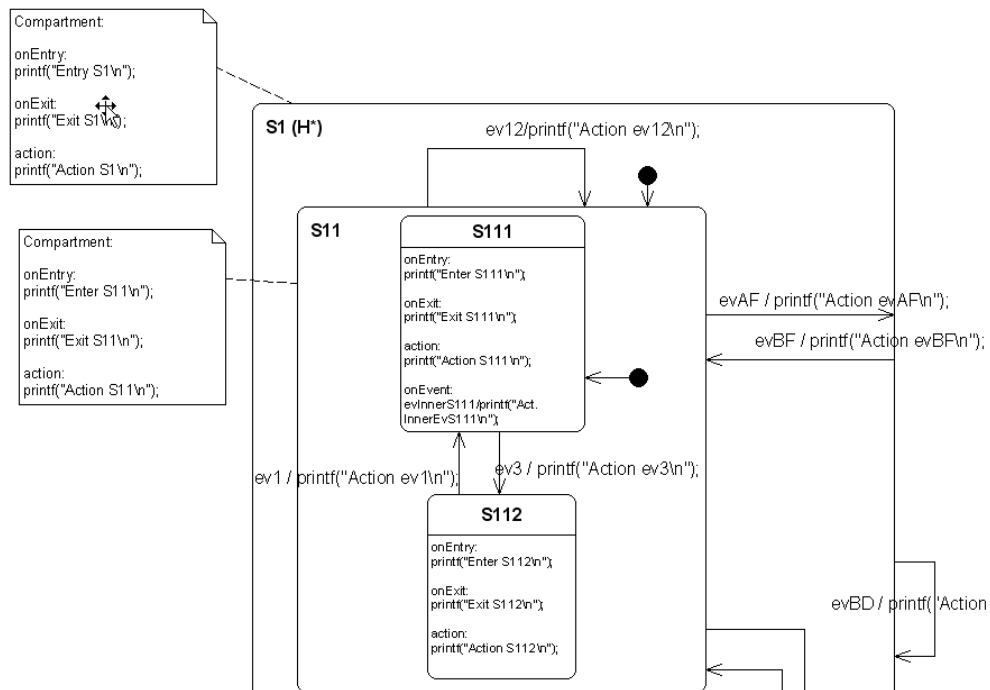 Compartment:
onEntry:
printf("Entry S1\n");
onExit:
printf("Exit S1\n");
action:
printf("Action S1\n");
S1 (H*)
ev12/printf("Action ev12\n");
Compartment:
onEntry:
printf("Enter S11\n");
onExit:
printf("Exit S11\n");
action:
printf("Action S11\n");
S11
S111
onEntry:
printf("Enter S111\n");
onExit:
printf("Exit S111\n");
action:
printf("Action S111\n");
onEvent:
evInnerS111/printf("Act.
InnerEvS111\n");
evAF / printf("Action evAF\n");
evBF / printf("Action evBF\n");
ev1 / printf("Action ev1\n");
ev3 / printf("Action ev3\n");
S112
onEntry:
printf("Enter S112\n");
onExit:
printf("Exit S112\n");
action:
printf("Action S112\n");
evBD / printf("Action